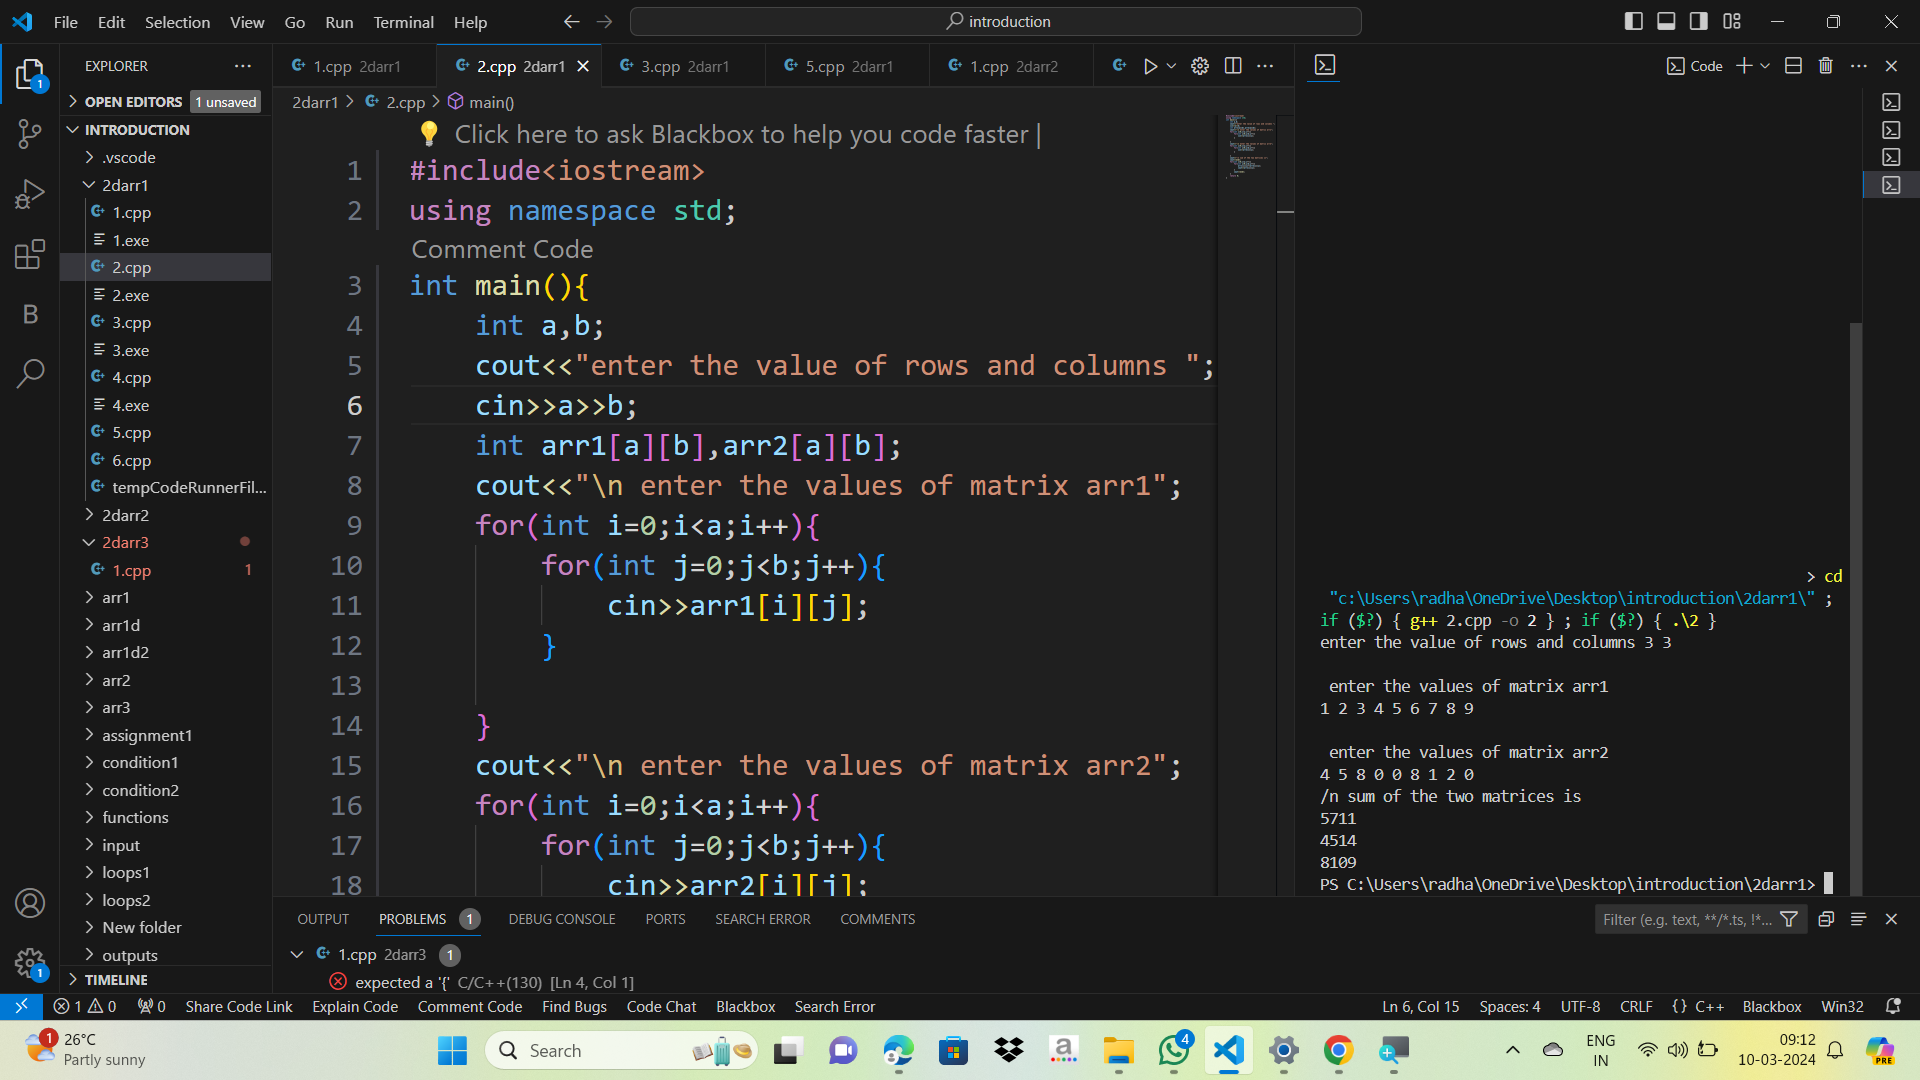 File Edit Selection View Go Run Terminal Help
introduction
EXPLORER
OPEN EDITORS 1 unsaved
INTRODUCTION
.vscode
2darr1
1.cpp
1.exe
2.cpp
2.exe
3.cpp
3.exe
4.cpp
4.exe
5.cpp
6.cpp
tempCodeRunnerFil...
2darr2
2darr3
1.cpp 1
arr1
arr1d
arr1d2
arr2
arr3
assignment1
condition1
condition2
functions
input
loops1
loops2
New folder
outputs
TIMELINE
1
B
1
1.cpp 2darr1
2.cpp 2darr1
3.cpp 2darr1
5.cpp 2darr1
1.cpp 2darr2
2darr1 > 2.cpp > main()
Click here to ask Blackbox to help you code faster |
1 #include<iostream>
2 using namespace std;
Comment Code
3 int main(){
4 int a,b;
5 cout<<"enter the value of rows and columns ";
6 cin>>a>>b;
7 int arr1[a][b],arr2[a][b];
8 cout<<"\n enter the values of matrix arr1";
9 for(int i=0;i<a;i++){
10 for(int j=0;j<b;j++){
11 cin>>arr1[i][j];
12 }
13
14 }
15 cout<<"\n enter the values of matrix arr2";
16 for(int i=0;i<a;i++){
17 for(int j=0;j<b;j++){
18 cin>>arr2[i][j];
Code
> cd
"c:\Users\radha\OneDrive\Desktop\introduction\2darr1\" ;
if ($?) { g++ 2.cpp -o 2 } ; if ($?) { .\2 }
enter the value of rows and columns 3 3
enter the values of matrix arr1
1 2 3 4 5 6 7 8 9
enter the values of matrix arr2
4 5 8 0 0 8 1 2 0
/n sum of the two matrices is
5711
4514
8109
PS C:\Users\radha\OneDrive\Desktop\introduction\2darr1>
OUTPUT PROBLEMS 1 DEBUG CONSOLE PORTS SEARCH ERROR COMMENTS
Filter (e.g. text, **/*.ts, !*...
1.cpp 2darr3 1
expected a '{' C/C++(130) [Ln 4, Col 1]
1 0 0 Share Code Link Explain Code Comment Code Find Bugs Code Chat Blackbox Search Error
Ln 6, Col 15 Spaces: 4 UTF-8 CRLF {} C++ Blackbox Win32
1
26°C
Partly sunny
Search
a
4
ENG
IN
09:12
10-03-2024
PRE